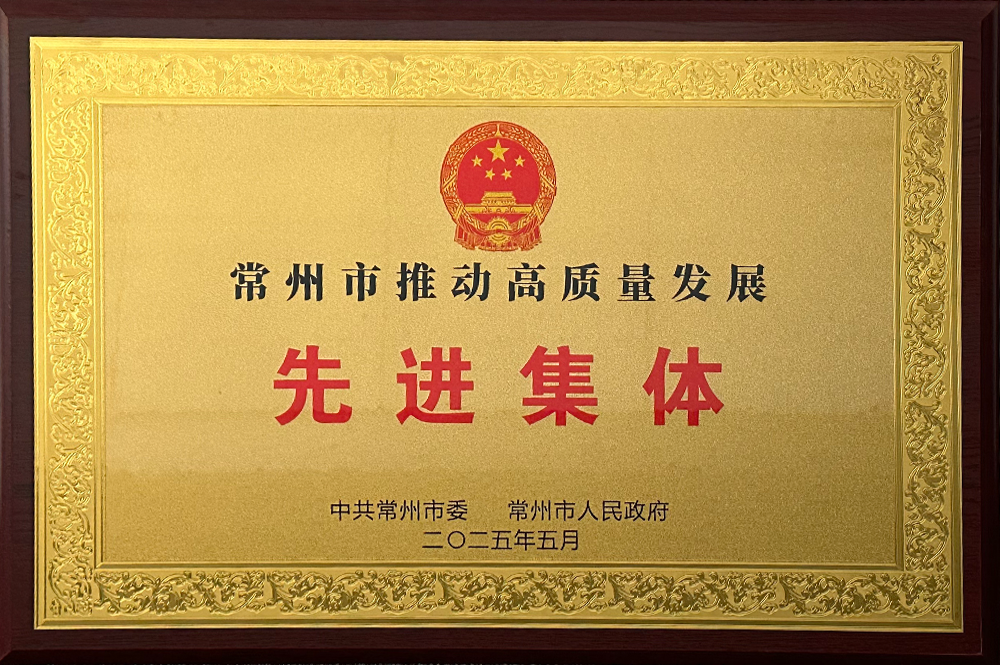 常州市推动高质量发展
先进集体
中共常州市委 常州市人民政府
二〇二五年五月